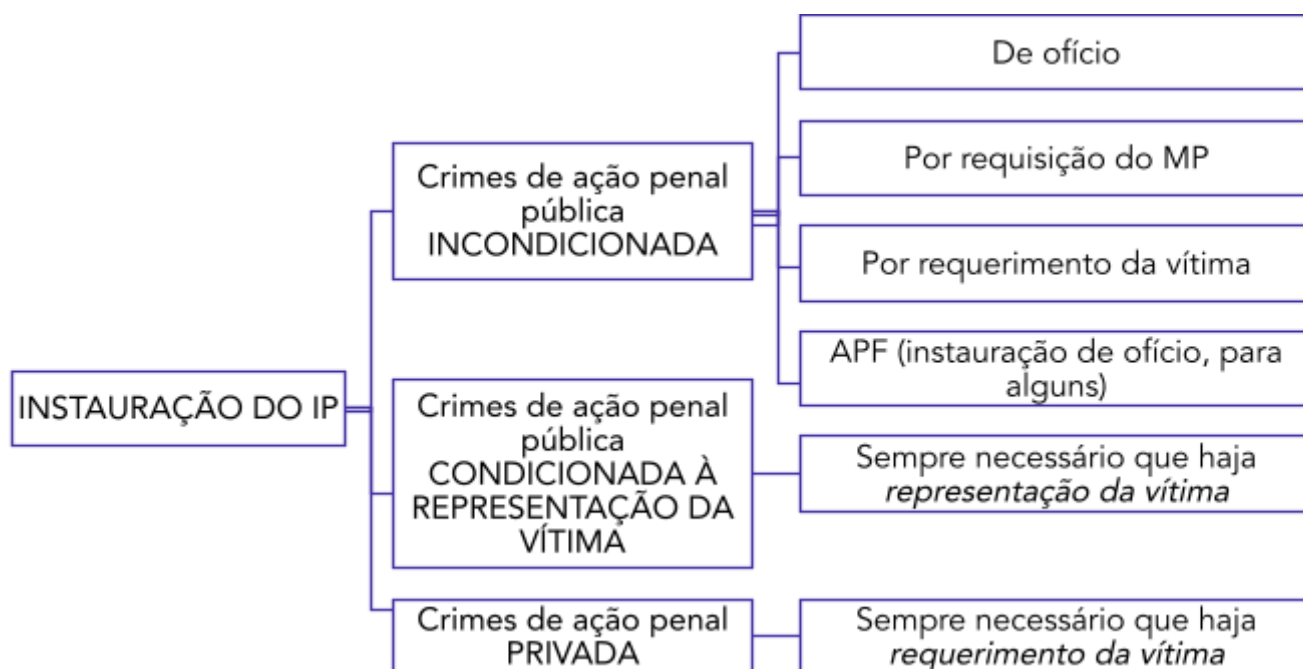 INSTAURAÇÃO DO IP
Crimes de ação penal
pública
INCONDICIONADA
De ofício
Por requisição do MP
Por requerimento da vítima
APF (instauração de ofício, para
alguns)
Crimes de ação penal
pública
CONDICIONADA À
REPRESENTAÇÃO DA
VÍTIMA
Sempre necessário que haja
representação da vítima
Crimes de ação penal
PRIVADA
Sempre necessário que haja
requerimento da vítima